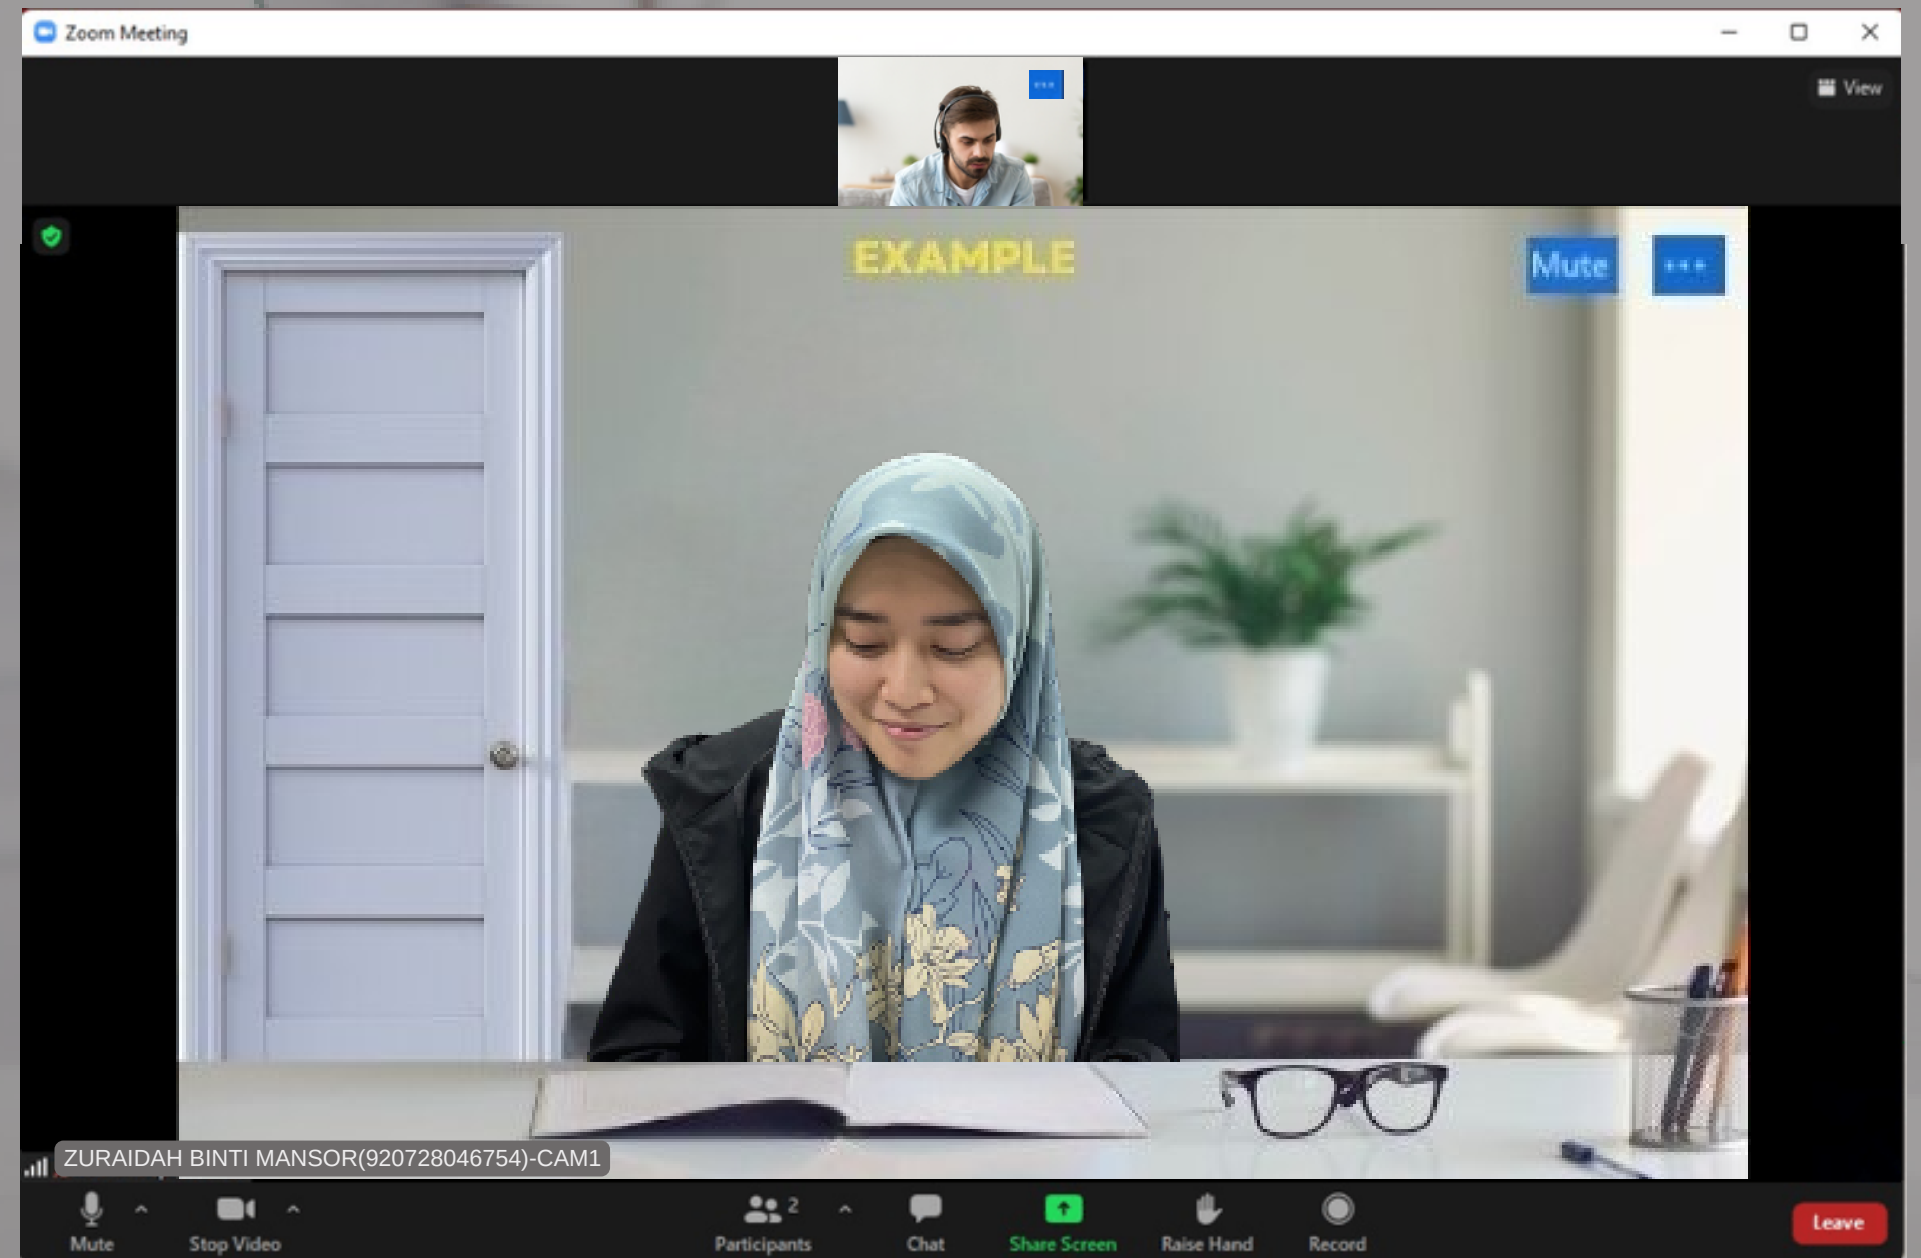 Zoom Meeting
View
EXAMPLE
Mute
ZURAIDAH BINTI MANSOR(920728046754)-CAM1
Mute
Stop Video
Participants
2
Chat
Share Screen
Raise Hand
Record
Leave